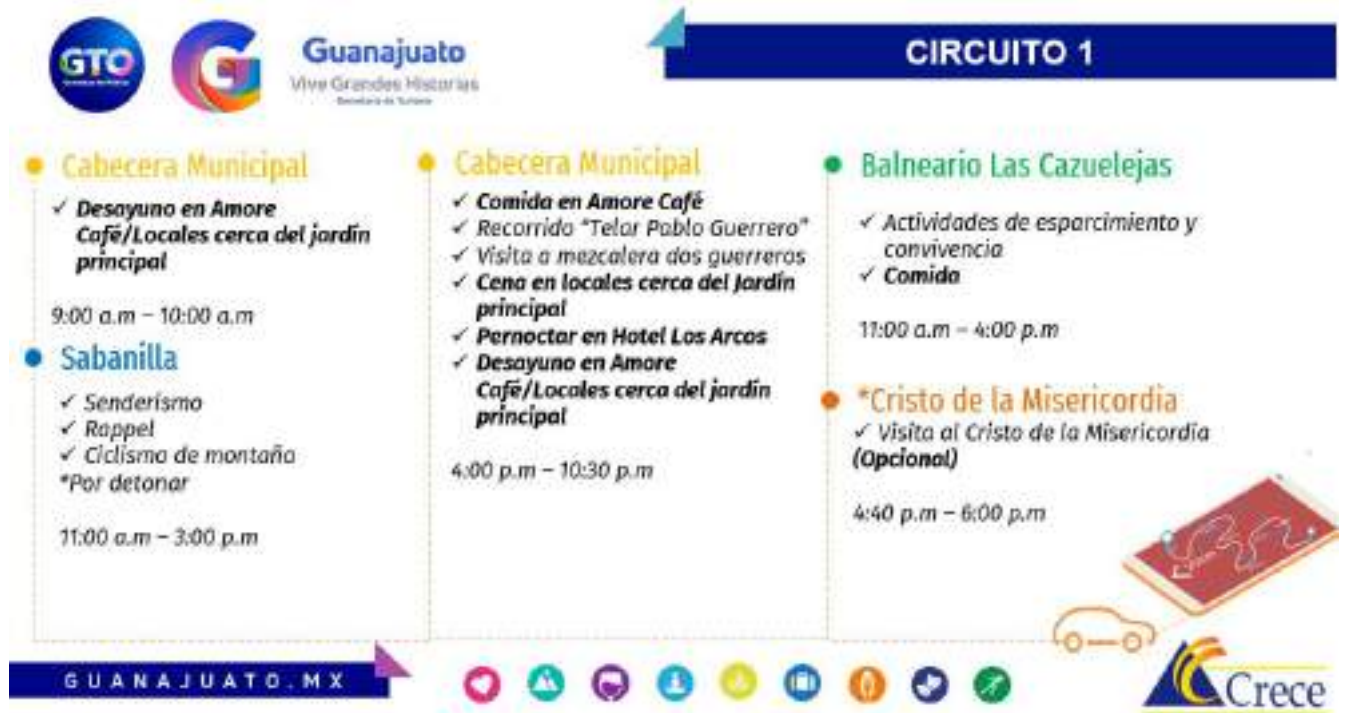 GTO
Guanajuato
Vive Grandes Historias
Secretaría de Turismo
CIRCUITO 1
Cabecera Municipal
✓ Desayuno en Amore
Café/Locales cerca del jardín
principal
9:00 a.m – 10:00 a.m
Sabanilla
✓ Senderismo
✓ Rappel
✓ Ciclismo de montaña
*Por detonar
11:00 a.m – 3:00 p.m
Cabecera Municipal
✓ Comida en Amore Café
✓ Recorrido "Telar Pablo Guerrero"
✓ Visita a mezcalera dos guerreros
✓ Cena en locales cerca del Jardín
principal
✓ Pernoctar en Hotel Los Arcos
✓ Desayuno en Amore
Café/Locales cerca del jardín
principal
4:00 p.m – 10:30 p.m
Balneario Las Cazuelejas
✓ Actividades de esparcimiento y
convivencia
✓ Comida
11:00 a.m – 4:00 p.m
*Cristo de la Misericordia
✓ Visita al Cristo de la Misericordia
(Opcional)
4:40 p.m – 6:00 p.m
GUANAJUATO.MX
Crece